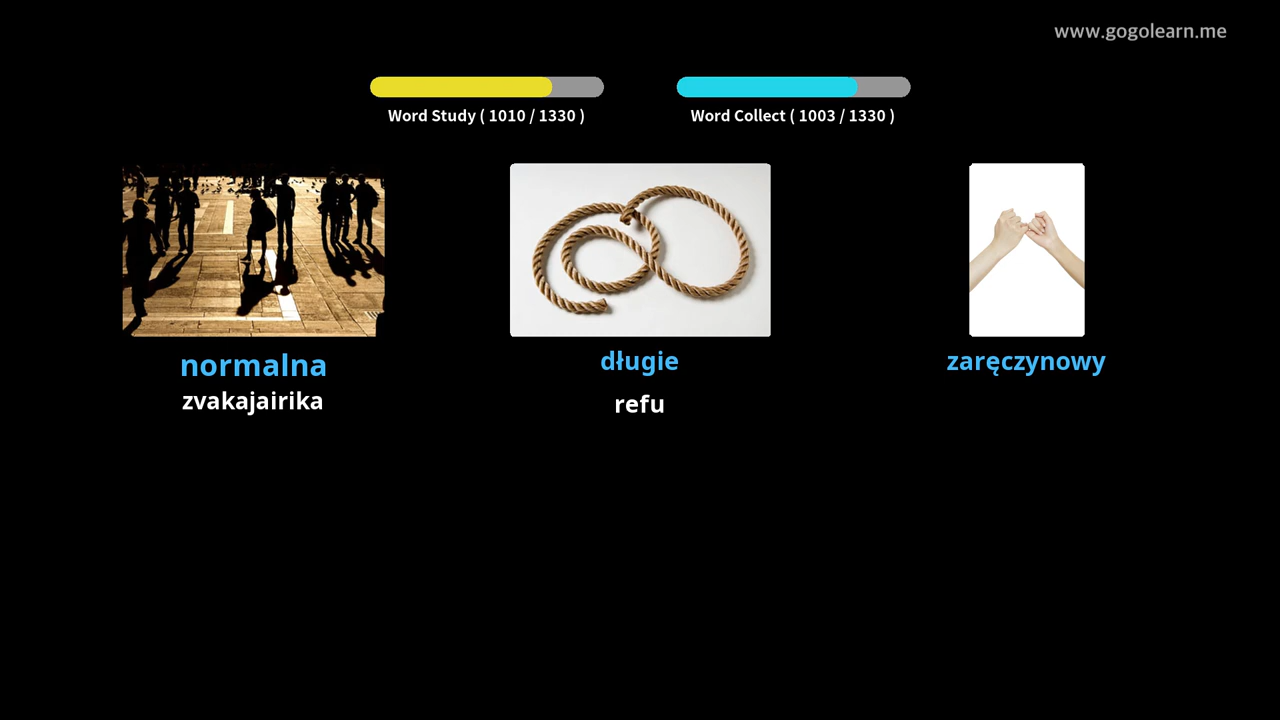 www.gogolearn.me
Word Study ( 1010 / 1330 )
Word Collect ( 1003 / 1330 )
normalna
zvakajairika
długie
refu
zaręczynowy